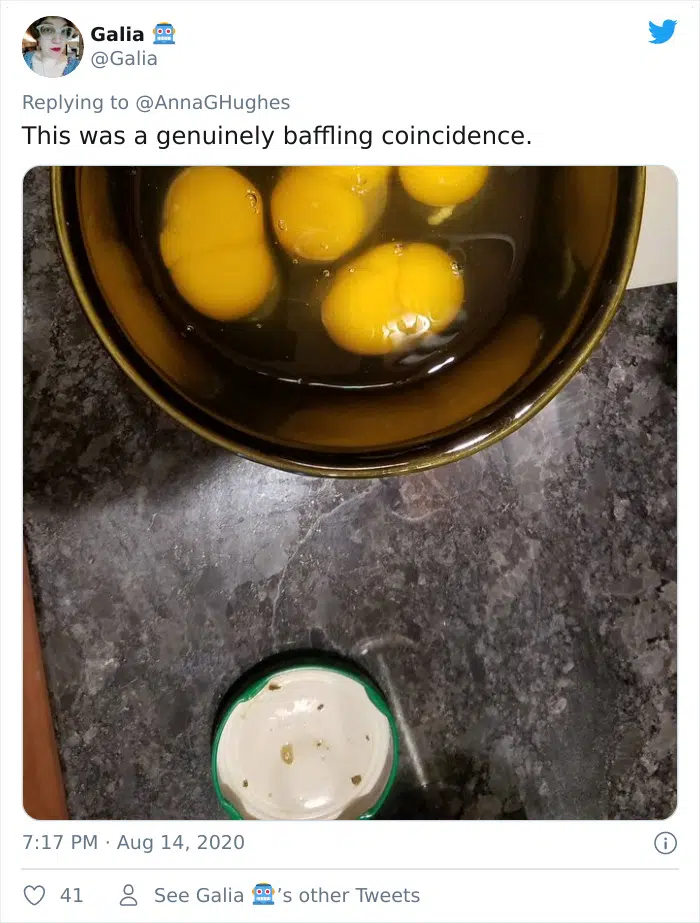 Galia 🤖
@Galia
Replying to @AnnaGHughes
This was a genuinely baffling coincidence.
7:17 PM · Aug 14, 2020
41
See Galia 🤖’s other Tweets